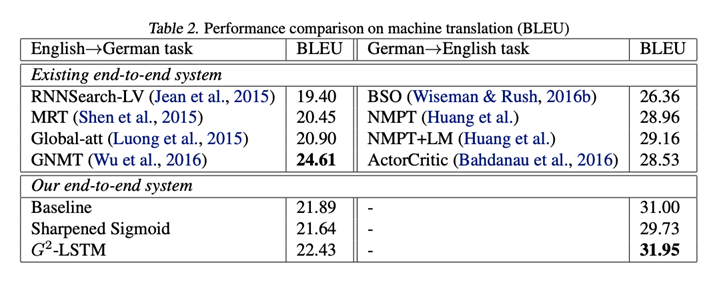 Table 2. Performance comparison on machine translation (BLEU)
English→German task BLEU German→English task BLEU
Existing end-to-end system
RNNSearch-LV (Jean et al., 2015) 19.40 BSO (Wiseman & Rush, 2016b) 26.36
MRT (Shen et al., 2015) 20.45 NMPT (Huang et al.) 28.96
Global-att (Luong et al., 2015) 20.90 NMPT+LM (Huang et al.) 29.16
GNMT (Wu et al., 2016) 24.61 ActorCritic (Bahdanau et al., 2016) 28.53
Our end-to-end system
Baseline 21.89 - 31.00
Sharpened Sigmoid 21.64 - 29.73
G²-LSTM 22.43 - 31.95